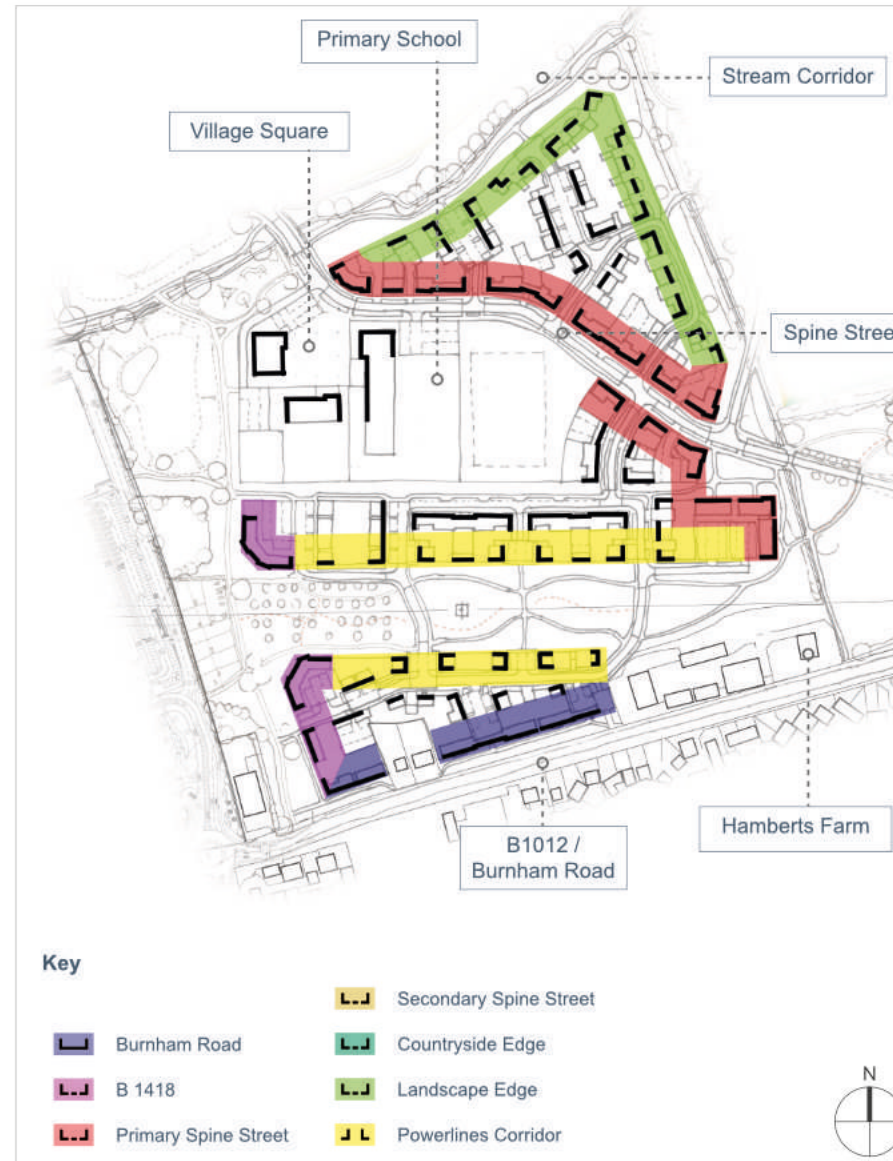 Primary School
Stream Corridor
Village Square
Spine Stree
Hamberts Farm
B1012 /
Burnham Road
Key
Secondary Spine Street
Burnham Road
Countryside Edge
B 1418
Landscape Edge
Primary Spine Street
Powerlines Corridor
N